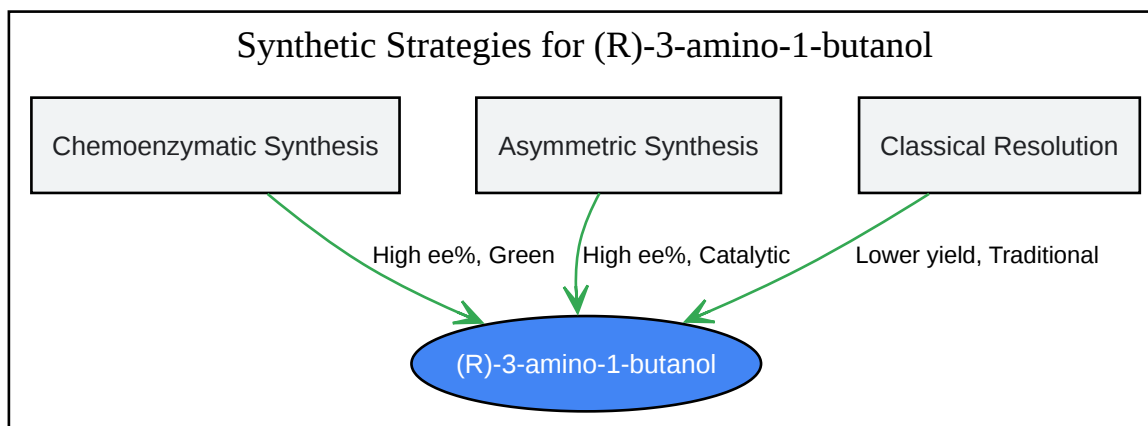 Synthetic Strategies for (R)-3-amino-1-butanol
Chemoenzymatic Synthesis
Asymmetric Synthesis
Classical Resolution
High ee%, Green
High ee%, Catalytic
Lower yield, Traditional
(R)-3-amino-1-butanol